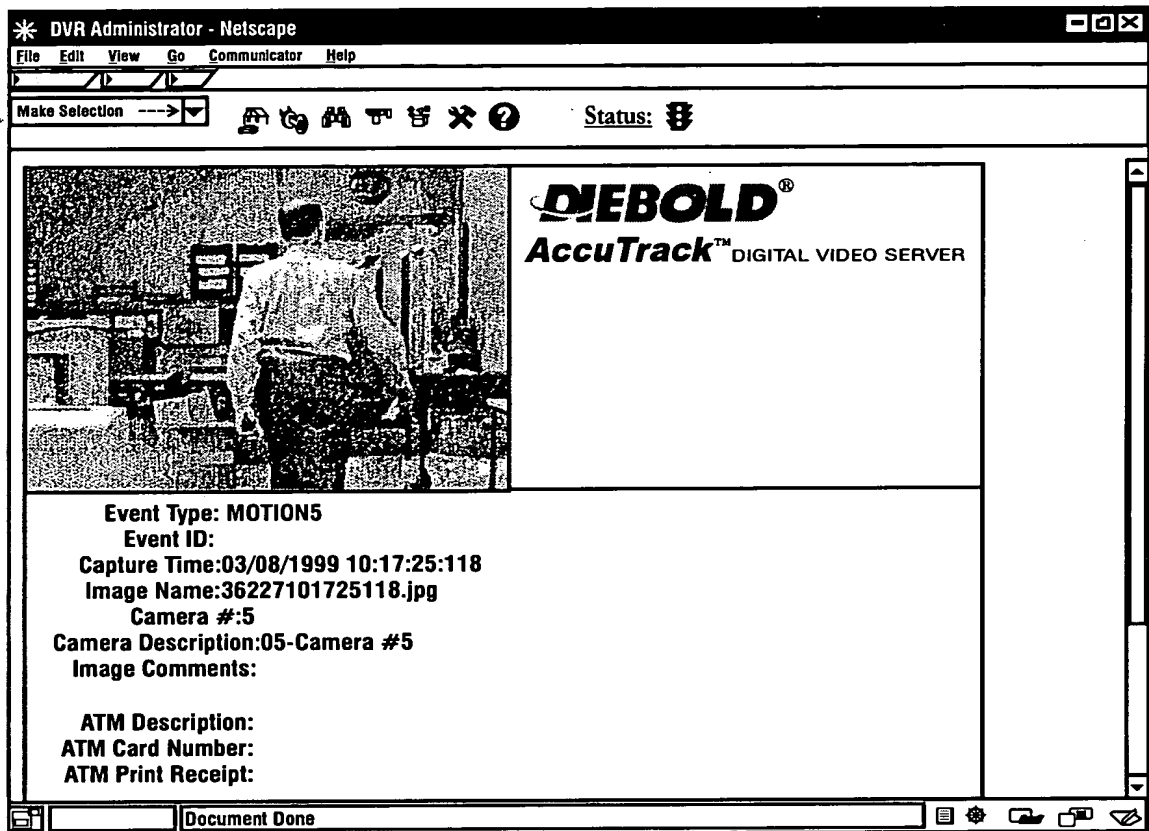 DVR Administrator - Netscape
File Edit View Go Communicator Help
Make Selection ---> Status:
DIEBOLD®
AccuTrack™ DIGITAL VIDEO SERVER
Event Type: MOTION5
Event ID:
Capture Time:03/08/1999 10:17:25:118
Image Name:36227101725118.jpg
Camera #:5
Camera Description:05-Camera #5
Image Comments:
ATM Description:
ATM Card Number:
ATM Print Receipt:
Document Done